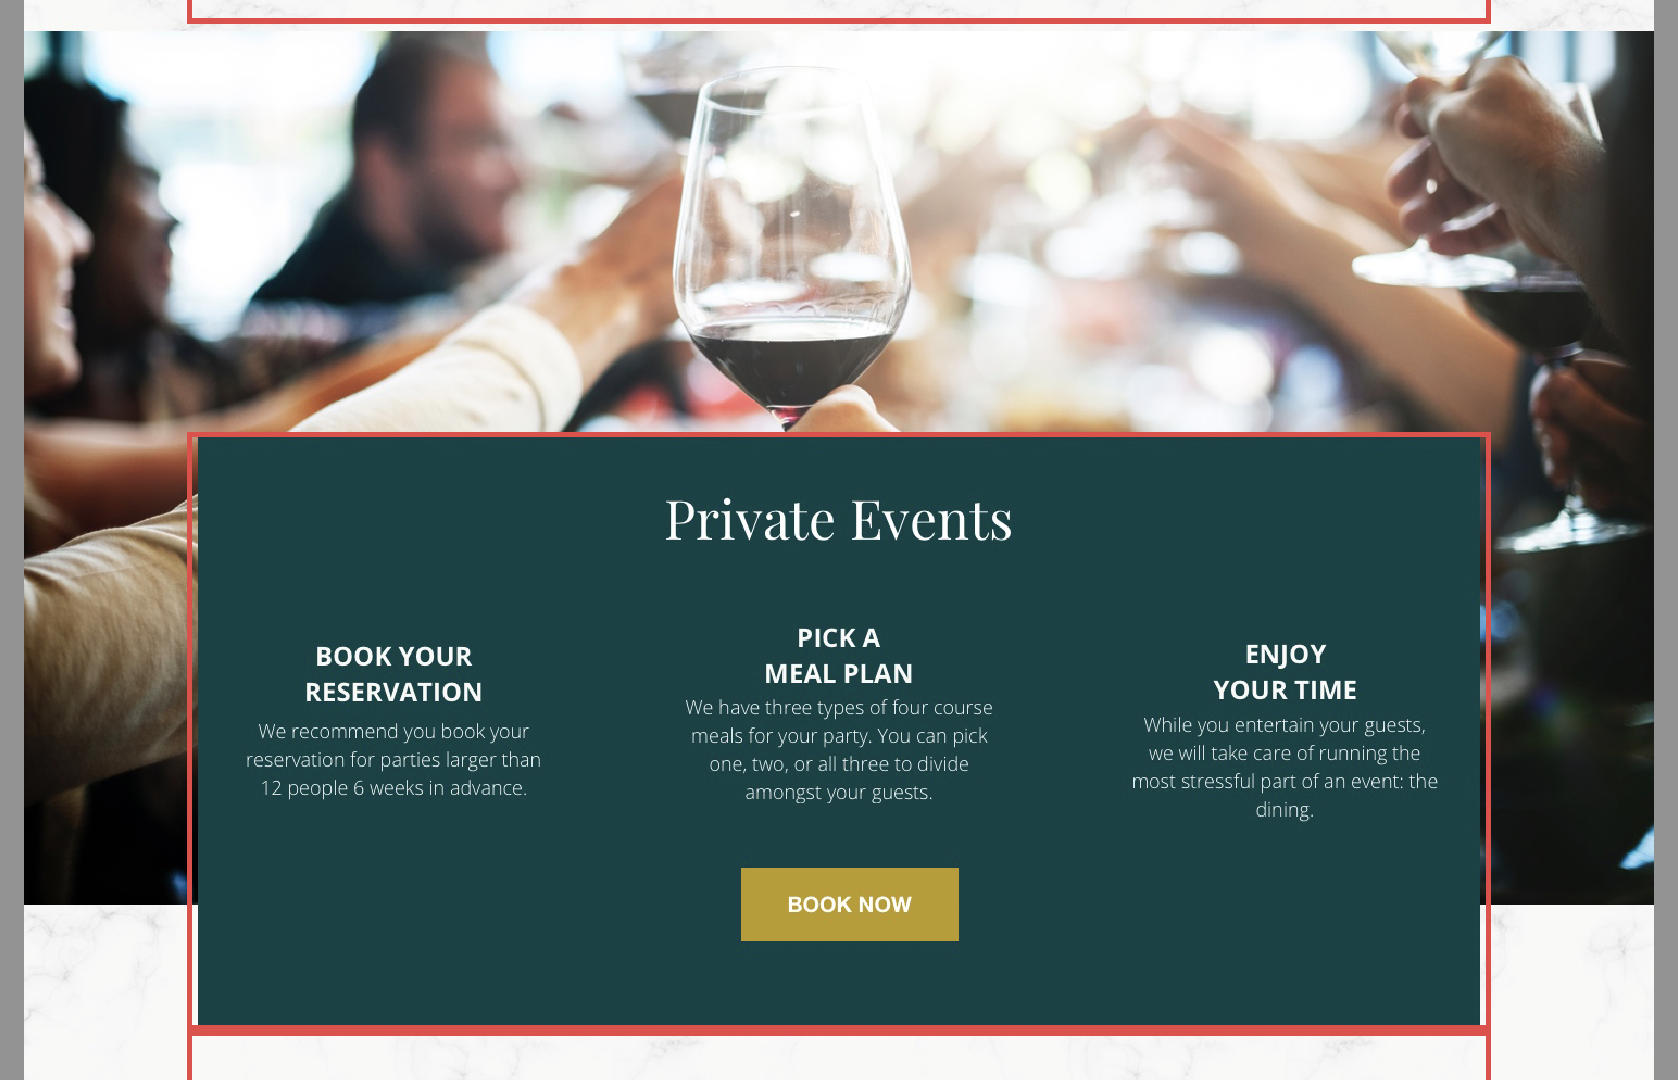 Private Events
BOOK YOUR
RESERVATION
We recommend you book your
reservation for parties larger than
12 people 6 weeks in advance.
PICK A
MEAL PLAN
We have three types of four course
meals for your party. You can pick
one, two, or all three to divide
amongst your guests.
ENJOY
YOUR TIME
While you entertain your guests,
we will take care of running the
most stressful part of an event: the
dining.
BOOK NOW